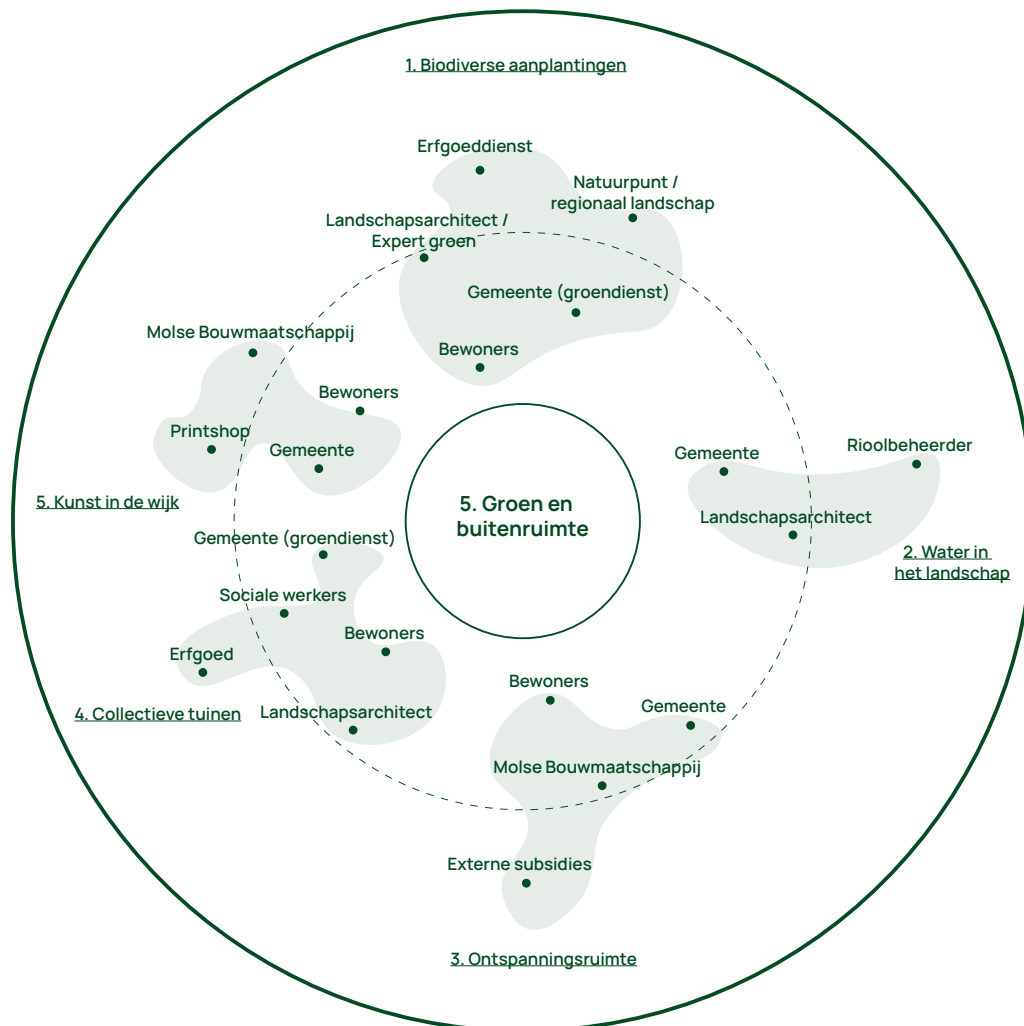 1. Biodiverse aanplantingen
Erfgoeddienst
Natuurpunt /
regionaal landschap
Landschapsarchitect /
Expert groen
Gemeente (groendienst)
Bewoners
Molse Bouwmaatschappij
Bewoners
Printshop
Gemeente
5. Kunst in de wijk
Gemeente
Rioolbeheerder
Landschapsarchitect
2. Water in
het landschap
5. Groen en
buitenruimte
Gemeente (groendienst)
Sociale werkers
Bewoners
Erfgoed
Landschapsarchitect
4. Collectieve tuinen
Bewoners
Gemeente
Molse Bouwmaatschappij
Externe subsidies
3. Ontspanningsruimte